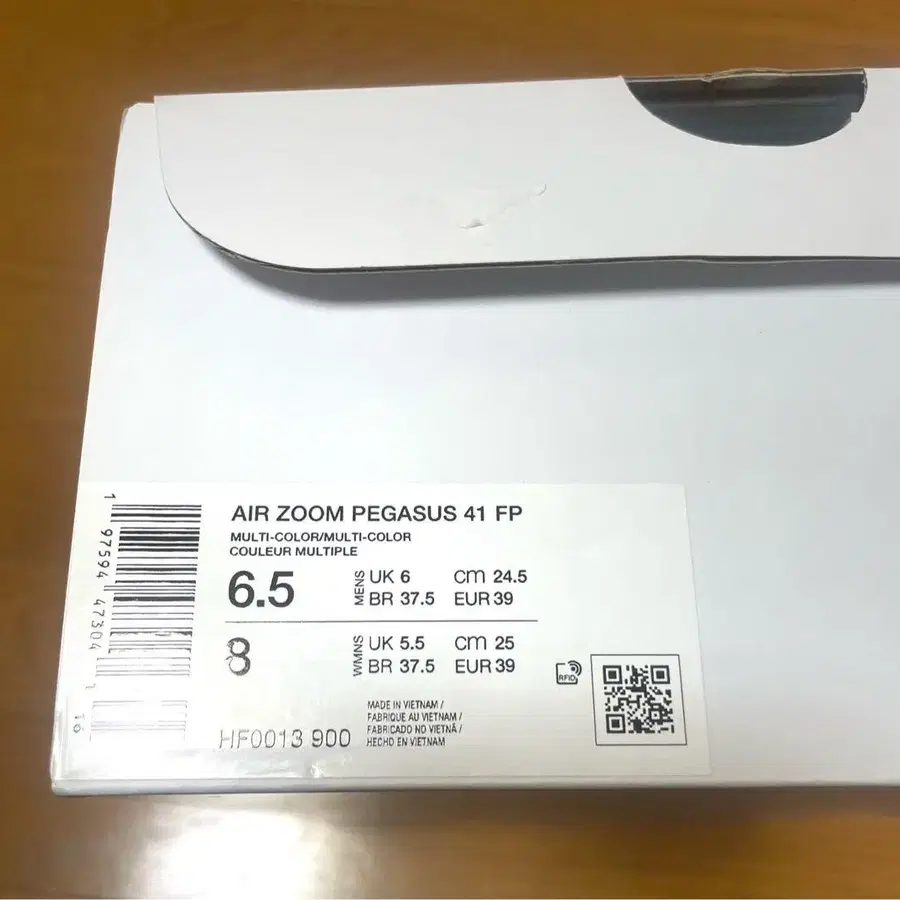 AIR ZOOM PEGASUS 41 FP
MULTI-COLOR/MULTI-COLOR
COULEUR MULTIPLE
6.5 MENS UK 6 cm 24.5
BR 37.5 EUR 39
8 WMNS UK 5.5 cm 25
BR 37.5 EUR 39
RFID
MADE IN VIETNAM /
FABRIQUE AU VIETNAM /
FABRICADO NO VIETNÃ /
HECHO EN VIETNAM
HF0013 900
1 97594 47304 1 16